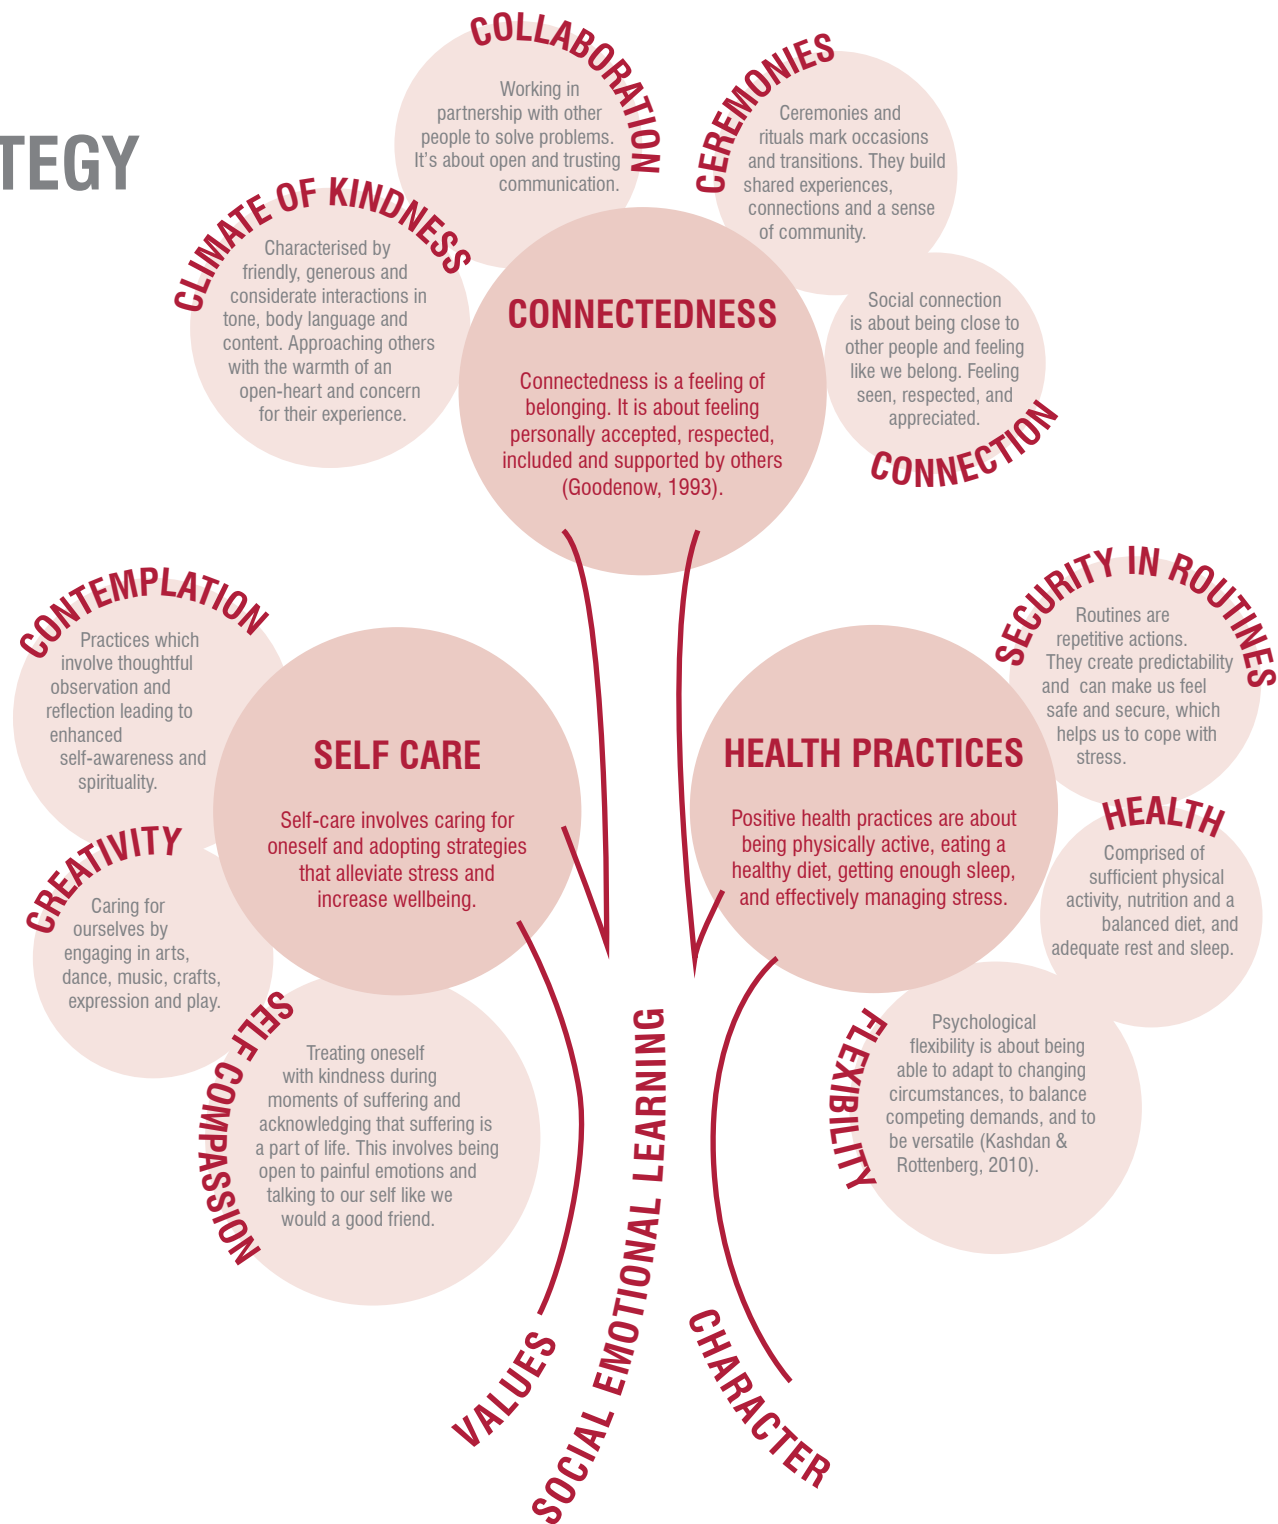 TEGY
COLLABORATION
Working in
partnership with other
people to solve problems.
It's about open and trusting
communication.
CEREMONIES
Ceremonies and
rituals mark occasions
and transitions. They build
shared experiences,
connections and a sense
of community.
CLIMATE OF KINDNESS
Characterised by
friendly, generous and
considerate interactions in
tone, body language and
content. Approaching others
with the warmth of an
open-heart and concern
for their experience.
CONNECTEDNESS
Connectedness is a feeling of
belonging. It is about feeling
personally accepted, respected,
included and supported by others
(Goodenow, 1993).
Social connection
is about being close to
other people and feeling
like we belong. Feeling
seen, respected, and
appreciated.
CONNECTION
CONTEMPLATION
Practices which
involve thoughtful
observation and
reflection leading to
enhanced
self-awareness and
spirituality.
SELF CARE
Self-care involves caring for
oneself and adopting strategies
that alleviate stress and
increase wellbeing.
CREATIVITY
Caring for
ourselves by
engaging in arts,
dance, music, crafts,
expression and play.
SELF COMPASSION
Treating oneself
with kindness during
moments of suffering and
acknowledging that suffering is
a part of life. This involves being
open to painful emotions and
talking to our self like we
would a good friend.
HEALTH PRACTICES
Positive health practices are about
being physically active, eating a
healthy diet, getting enough sleep,
and effectively managing stress.
SECURITY IN ROUTINES
Routines are
repetitive actions.
They create predictability
and can make us feel
safe and secure, which
helps us to cope with
stress.
HEALTH
Comprised of
sufficient physical
activity, nutrition and a
balanced diet, and
adequate rest and sleep.
FLEXIBILITY
Psychological
flexibility is about being
able to adapt to changing
circumstances, to balance
competing demands, and to
be versatile (Kashdan &
Rottenberg, 2010).
VALUES
SOCIAL EMOTIONAL LEARNING
CHARACTER